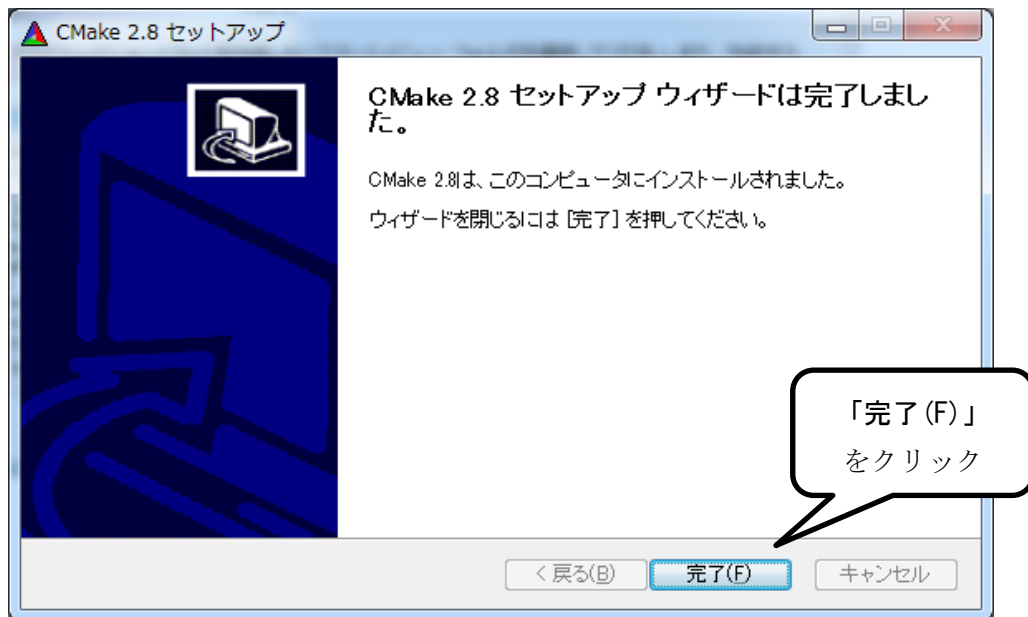 CMake 2.8 セットアップ
CMake 2.8 セットアップ ウィザードは完了しまし
た。
CMake 2.8は、このコンピュータにインストールされました。
ウィザードを閉じるには [完了] を押してください。
「完了(F)」
をクリック
< 戻る(B)
完了(F)
キャンセル